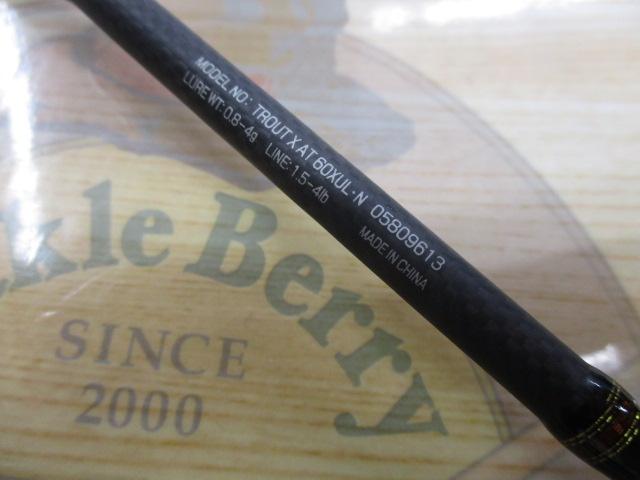 MODEL NO.: TROUT X AT 60XUL·N 05809613
LURE WT: 0.8-4g LINE: 1.5-4lb
MADE IN CHINA
kle Berry
SINCE
2000